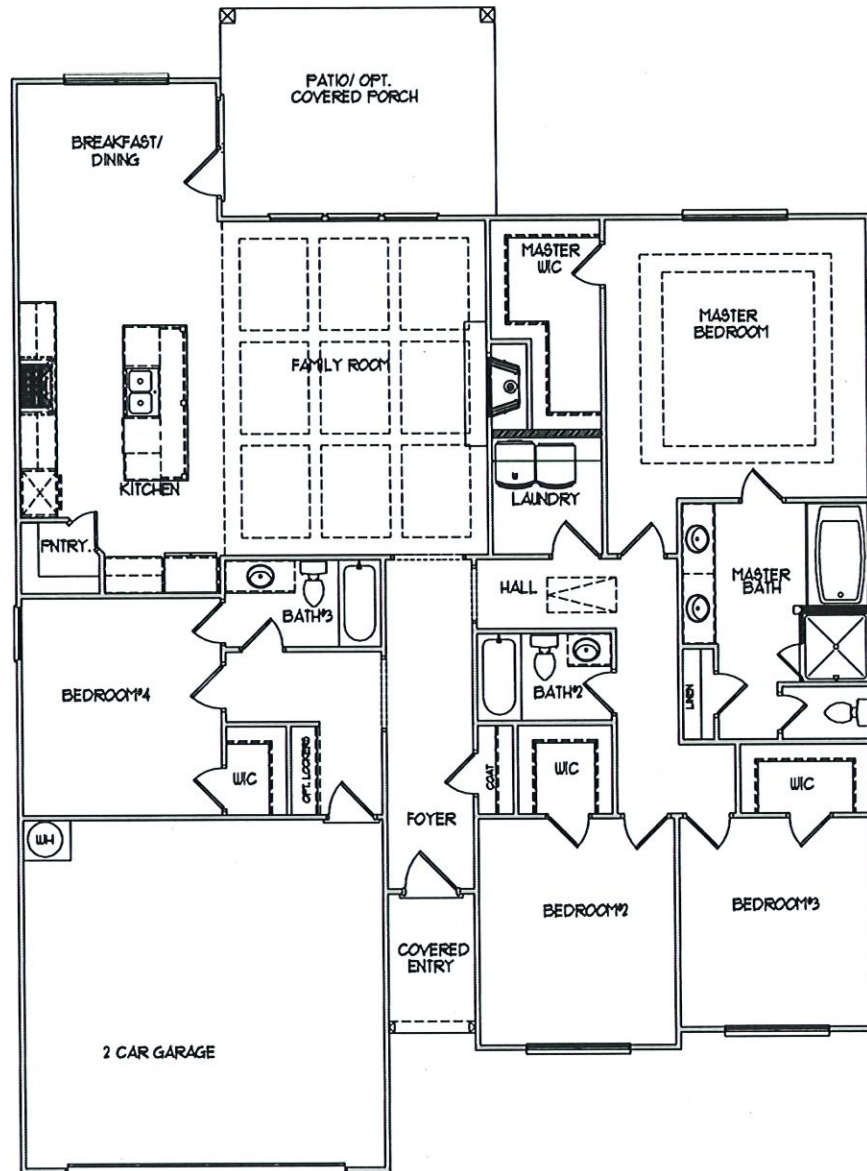 PATIO/ OPT.
COVERED PORCH
BREAKFAST/
DINING
MASTER
WIC
MASTER
BEDROOM
FAMILY ROOM
KITCHEN
W
LAUNDRY
PNTRY.
HALL
MASTER
BATH
BATH#3
BEDROOM#4
BATH#2
LINEN
WIC
OPT. LOCKERS
COAT
WIC
WIC
FOYER
WH
BEDROOM#2
BEDROOM#3
COVERED
ENTRY
2 CAR GARAGE